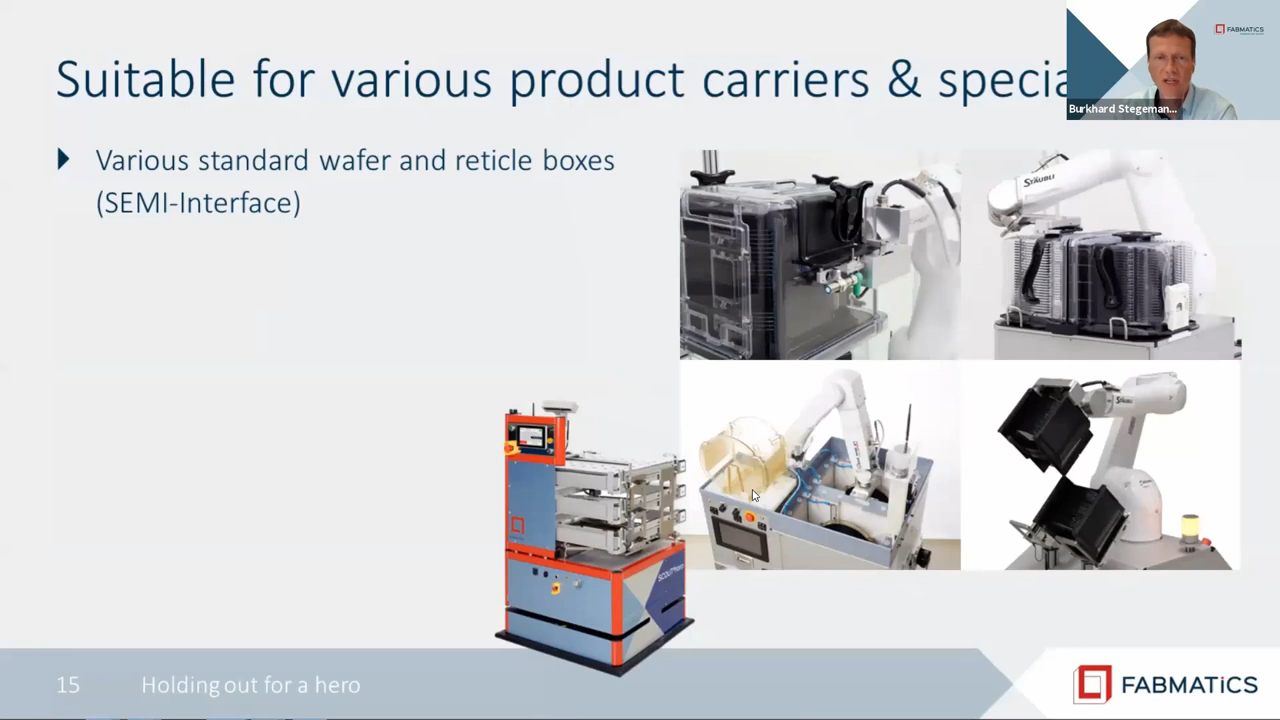 Suitable for various product carriers & specia
FABMATICS
Burkhard Stegeman...
Various standard wafer and reticle boxes
(SEMI-Interface)
STÄUBLI
STÄUBLI
15
Holding out for a hero
FABMATICS